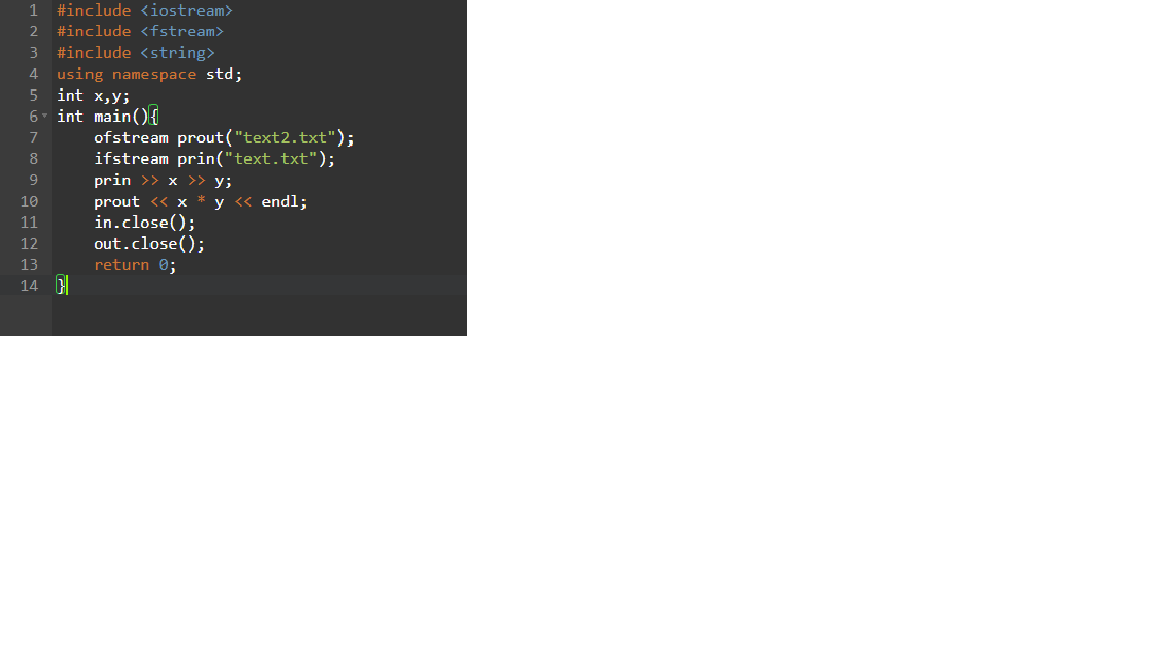 1 #include <iostream>
2 #include <fstream>
3 #include <string>
4 using namespace std;
5 int x,y;
6 int main(){
7     ofstream prout("text2.txt");
8     ifstream prin("text.txt");
9     prin >> x >> y;
10     prout << x * y << endl;
11     in.close();
12     out.close();
13     return 0;
14 }